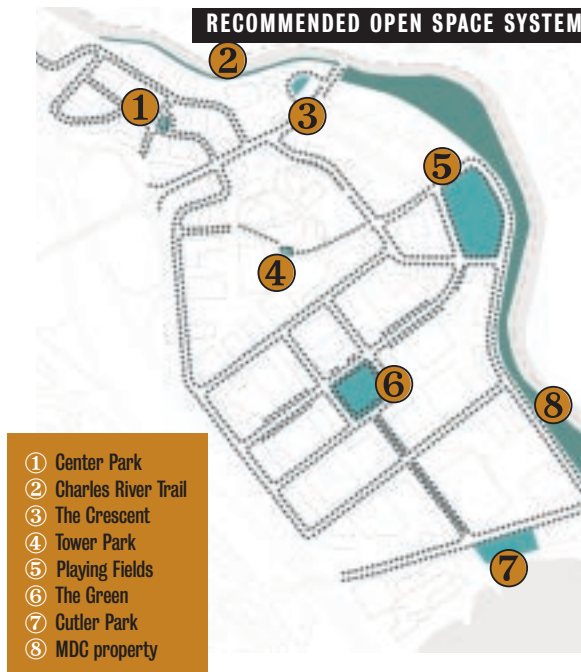 RECOMMENDED OPEN SPACE SYSTEM
2
1
3
5
4
6
8
7
1 Center Park
2 Charles River Trail
3 The Crescent
4 Tower Park
5 Playing Fields
6 The Green
7 Cutler Park
8 MDC property